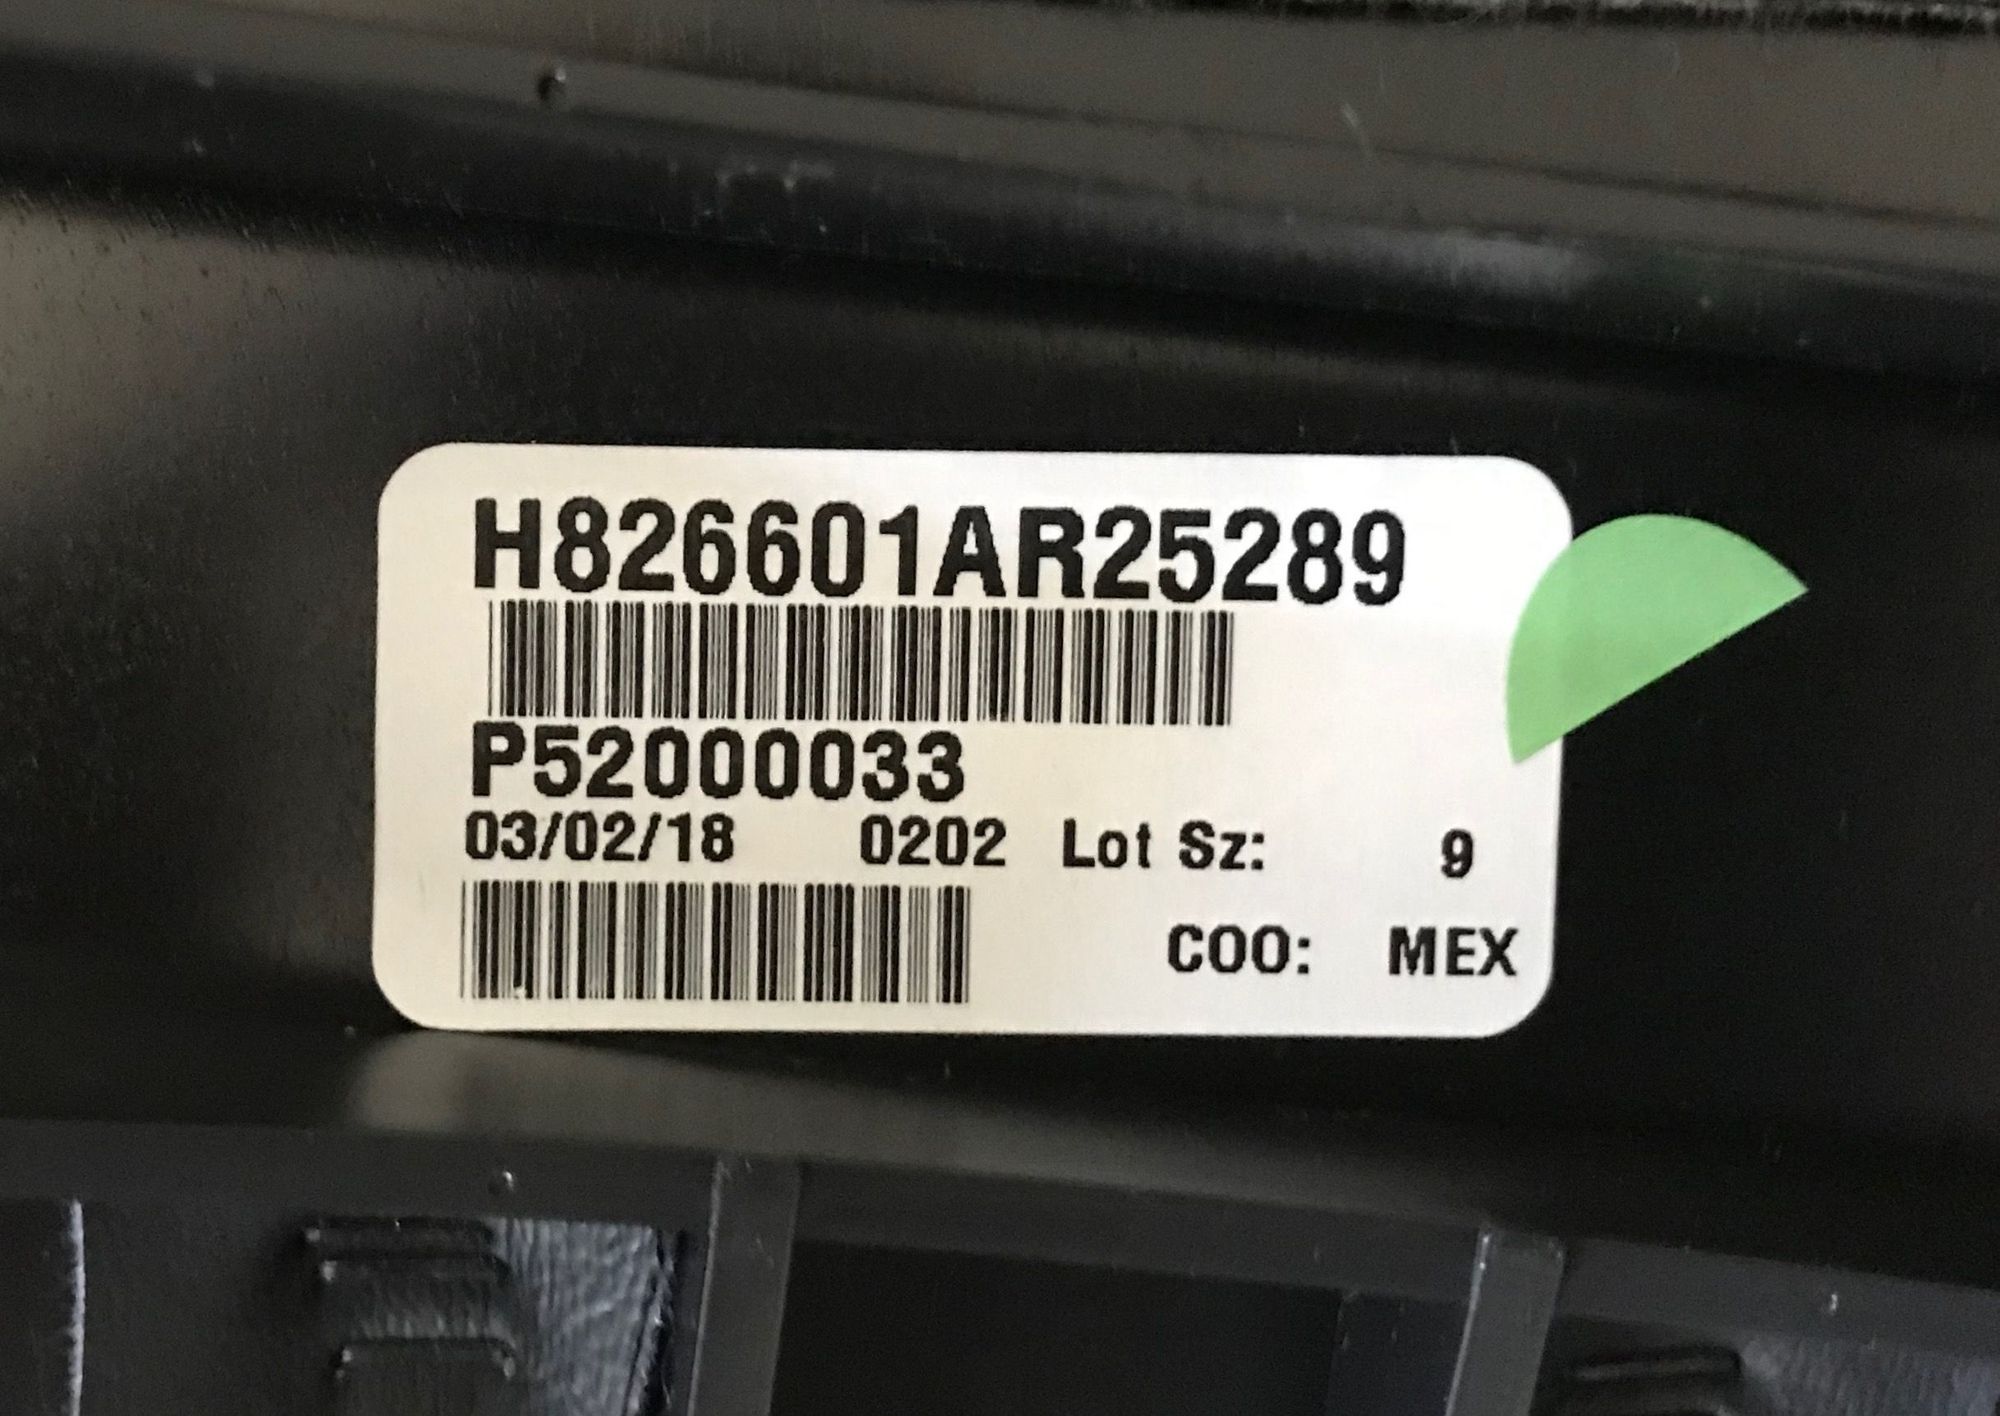 H826601AR25289
P52000033
03/02/18 0202 Lot Sz: 9
COO: MEX